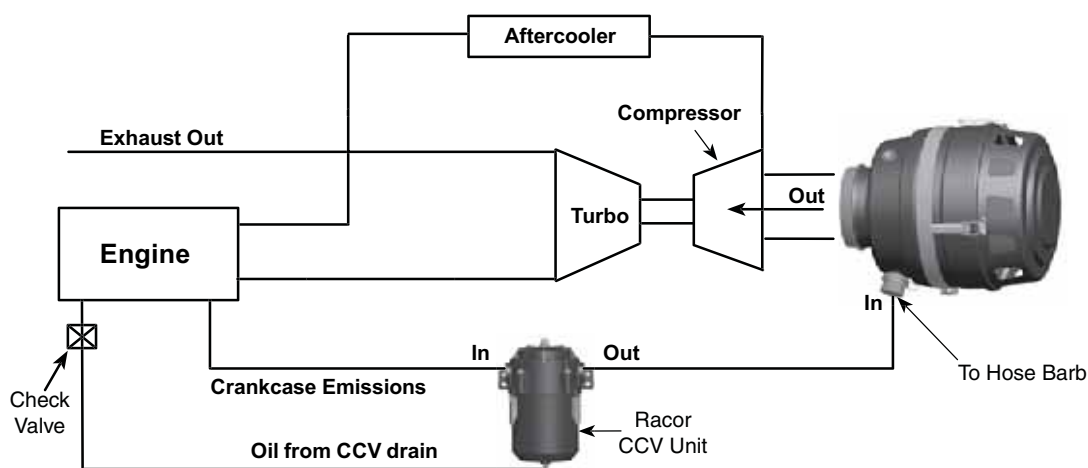 Aftercooler
Compressor
Exhaust Out
Turbo
Out
Engine
In
In
Out
To Hose Barb
Check
Valve
Crankcase Emissions
Racor
CCV Unit
Oil from CCV drain